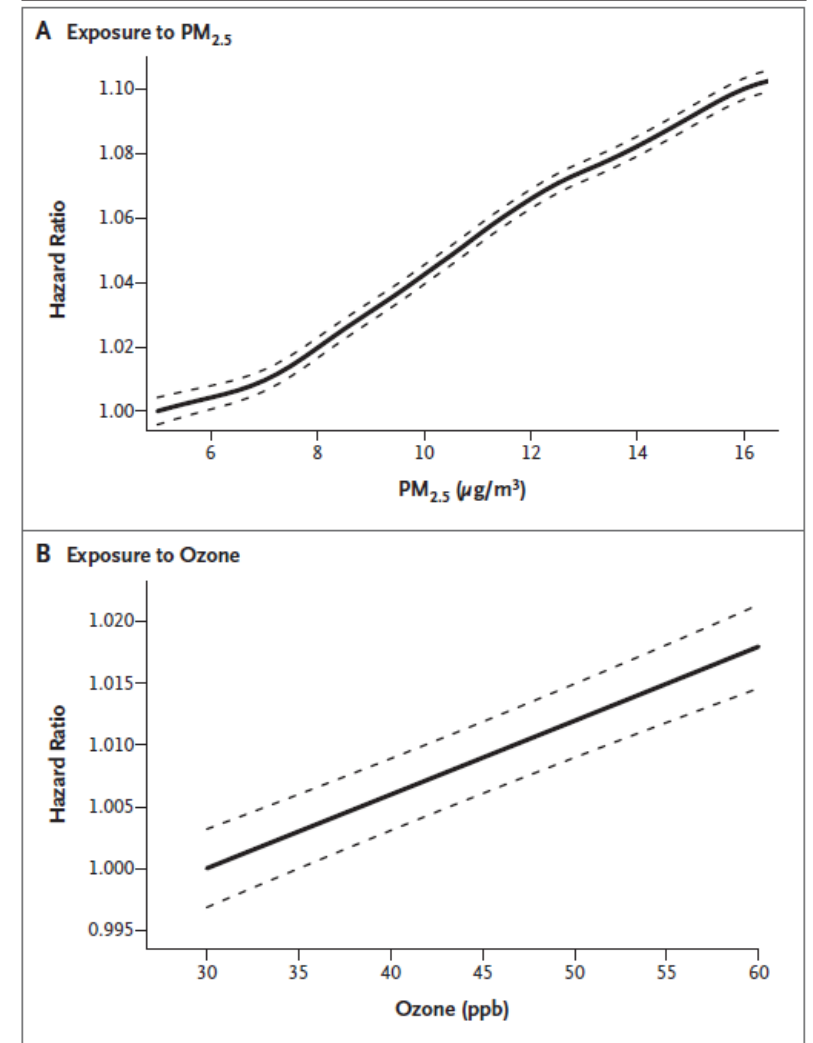 A Exposure to PM2.5
1.10
1.08
1.06
1.04
1.02
1.00
Hazard Ratio
6 8 10 12 14 16
PM2.5 (μg/m³)
B Exposure to Ozone
1.020
1.015
1.010
1.005
1.000
0.995
Hazard Ratio
30 35 40 45 50 55 60
Ozone (ppb)